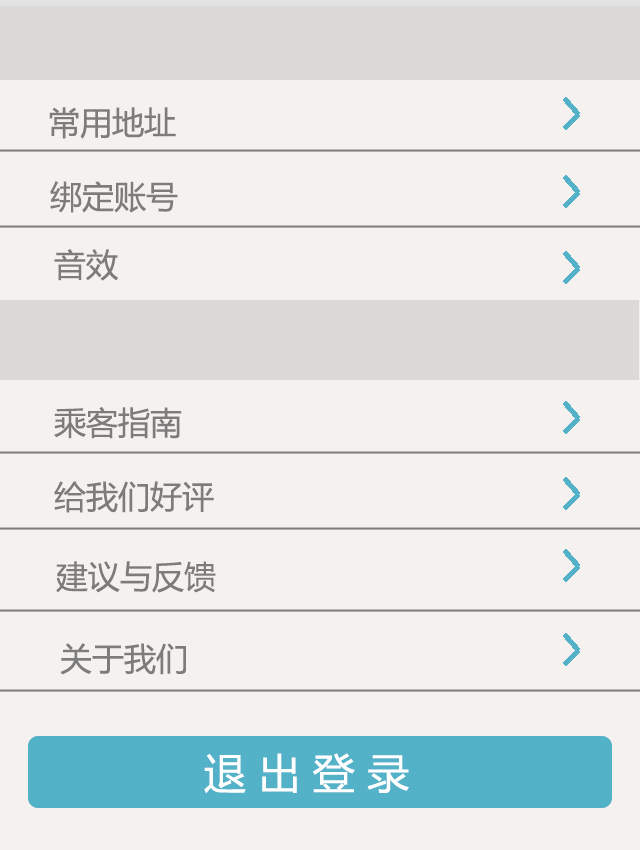 常用地址
绑定账号
音效
乘客指南
给我们好评
建议与反馈
关于我们
退出登录